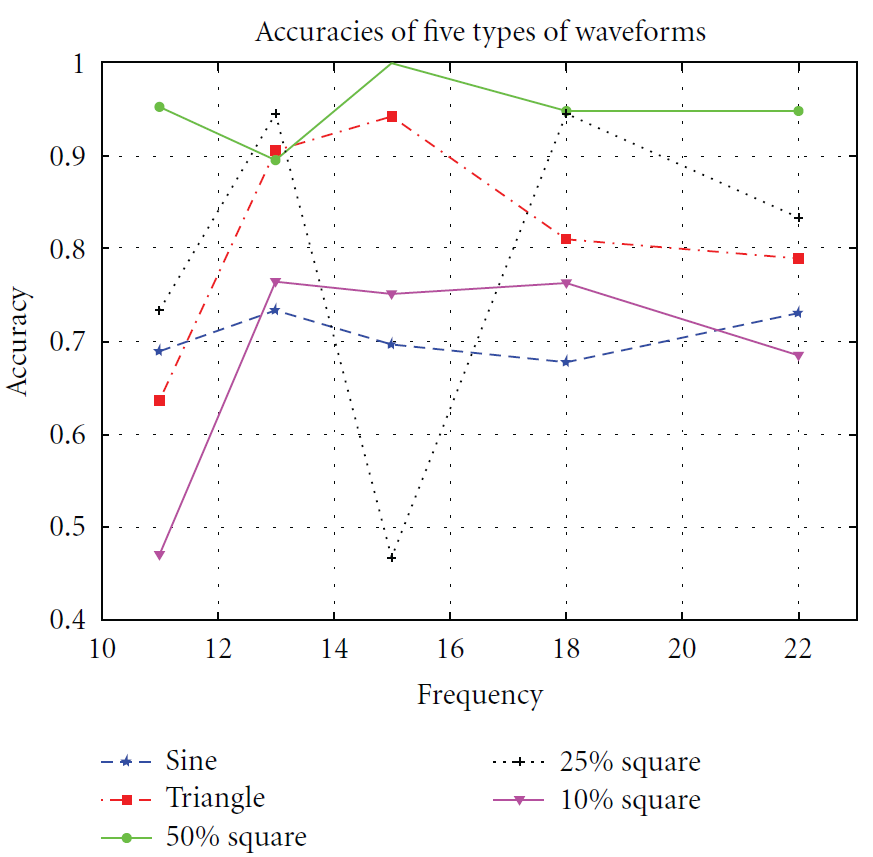 Accuracies of five types of waveforms
1
0.9
0.8
0.7
0.6
0.5
0.4
Accuracy
10 12 14 16 18 20 22
Frequency
Sine
Triangle
50% square
25% square
10% square